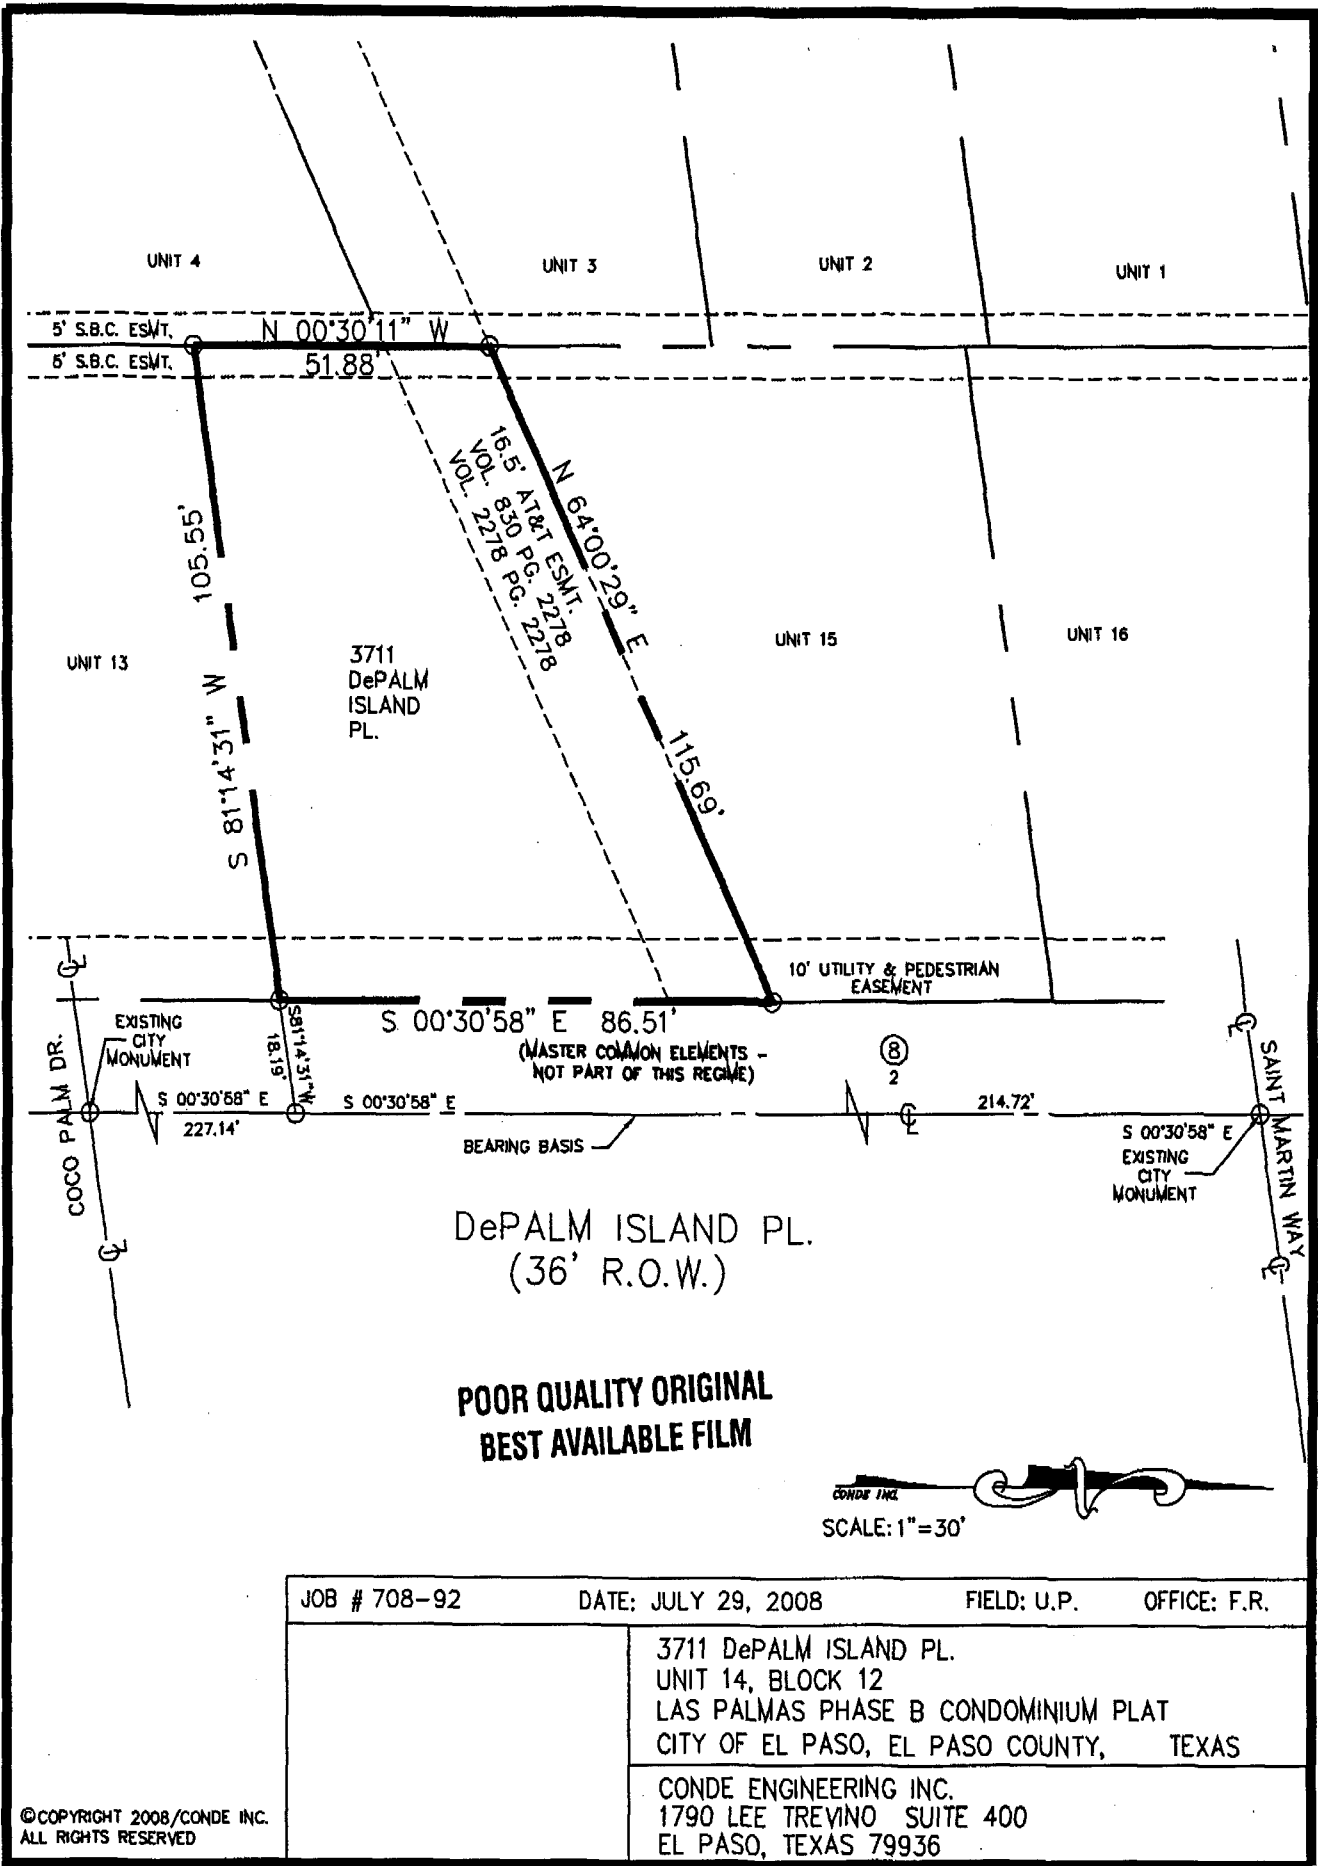 UNIT 4
UNIT 3
UNIT 2
UNIT 1
5' S.B.C. ESMT.
N 00°30'11" W
5' S.B.C. ESMT.
51.88'
105.55'
S 81°14'31" W
16.5' AT&T ESMT.
VOL. 830 PG. 2278
VOL. 2278 PG. 2278
N 64°00'29" E
115.69'
UNIT 13
3711
DePALM
ISLAND
PL.
UNIT 15
UNIT 16
10' UTILITY & PEDESTRIAN
EASEMENT
S 00°30'58" E 86.51'
(MASTER COMMON ELEMENTS -
NOT PART OF THIS REGIME)
EXISTING
CITY
MONUMENT
S81°14'31"W
18.19'
8
2
COCO PALM DR.
S 00°30'58" E
227.14'
S 00°30'58" E
BEARING BASIS
214.72'
S 00°30'58" E
EXISTING
CITY
MONUMENT
SAINT MARTIN WAY
DePALM ISLAND PL.
(36' R.O.W.)
POOR QUALITY ORIGINAL
BEST AVAILABLE FILM
CONDE INC.
SCALE: 1"=30'
JOB # 708-92 DATE: JULY 29, 2008 FIELD: U.P. OFFICE: F.R.
3711 DePALM ISLAND PL.
UNIT 14, BLOCK 12
LAS PALMAS PHASE B CONDOMINIUM PLAT
CITY OF EL PASO, EL PASO COUNTY, TEXAS
CONDE ENGINEERING INC.
1790 LEE TREVINO SUITE 400
EL PASO, TEXAS 79936
©COPYRIGHT 2008/CONDE INC.
ALL RIGHTS RESERVED